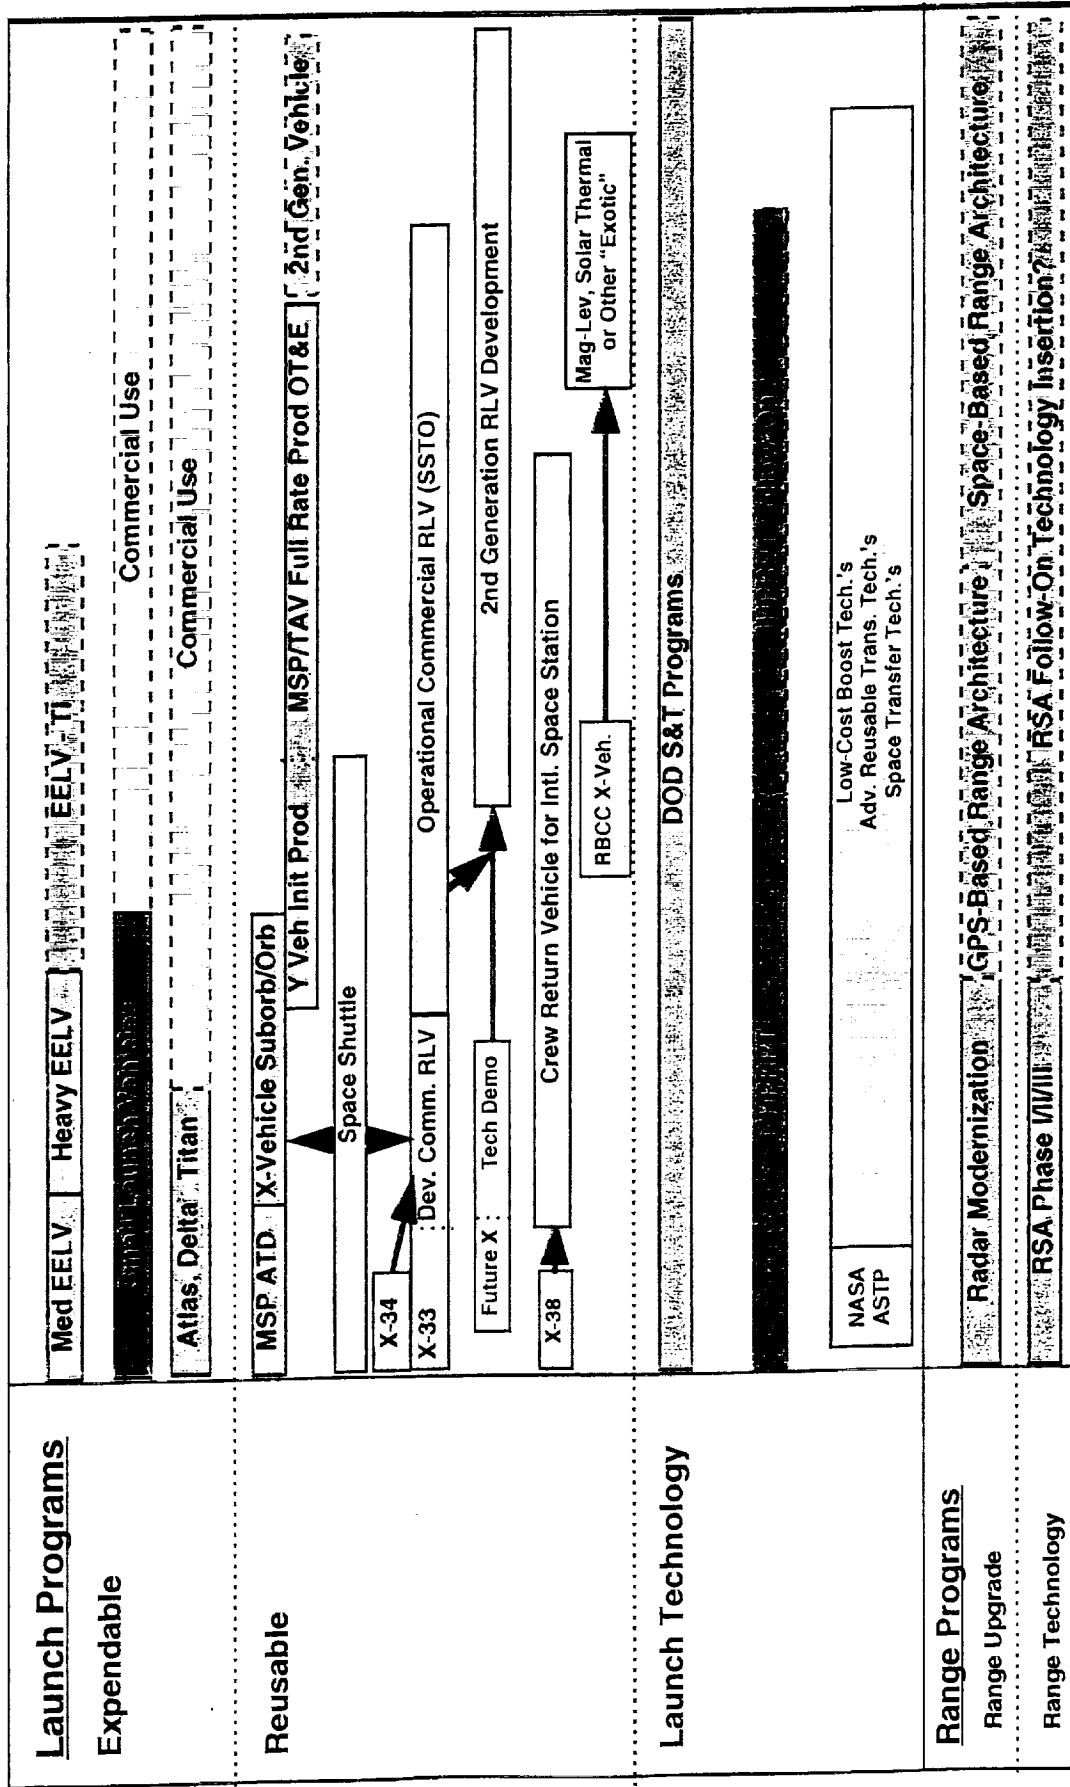 Launch Programs
Expendable
Med EELV
Heavy EELV
EELV - TI
Small Launch Vehicles
Commercial Use
Atlas, Delta, Titan
Commercial Use
Reusable
MSP ATD
X-Vehicle Suborb/Orb
Y Veh Init Prod
MSP/TAV Full Rate Prod OT&E
2nd Gen. Vehicle
Space Shuttle
X-34
X-33
Dev. Comm. RLV
Operational Commercial RLV (SSTO)
Future X
Tech Demo
2nd Generation RLV Development
X-38
Crew Return Vehicle for Intl. Space Station
RBCC X-Veh.
Mag-Lev, Solar Thermal
or Other "Exotic"
Launch Technology
DOD S&T Programs
NASA
ASTP
Low-Cost Boost Tech.'s
Adv. Reusable Trans. Tech.'s
Space Transfer Tech.'s
Range Programs
Range Upgrade
Radar Modernization
GPS-Based Range Architecture
Space-Based Range Architecture
Range Technology
RSA Phase I/II/III
RSA Follow-On Technology Insertion?